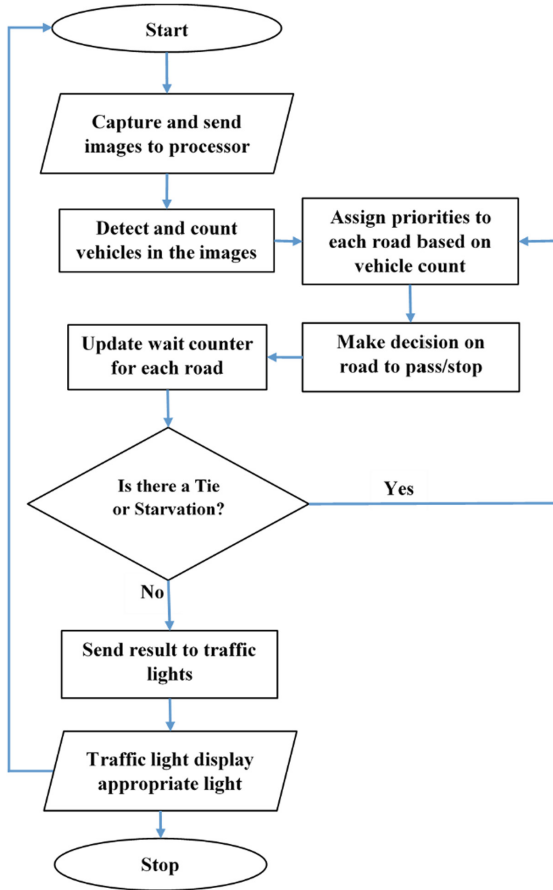 Start
Capture and send
images to processor
Detect and count
vehicles in the images
Assign priorities to
each road based on
vehicle count
Make decision on
road to pass/stop
Update wait counter
for each road
Is there a Tie
or Starvation?
Yes
No
Send result to traffic
lights
Traffic light display
appropriate light
Stop